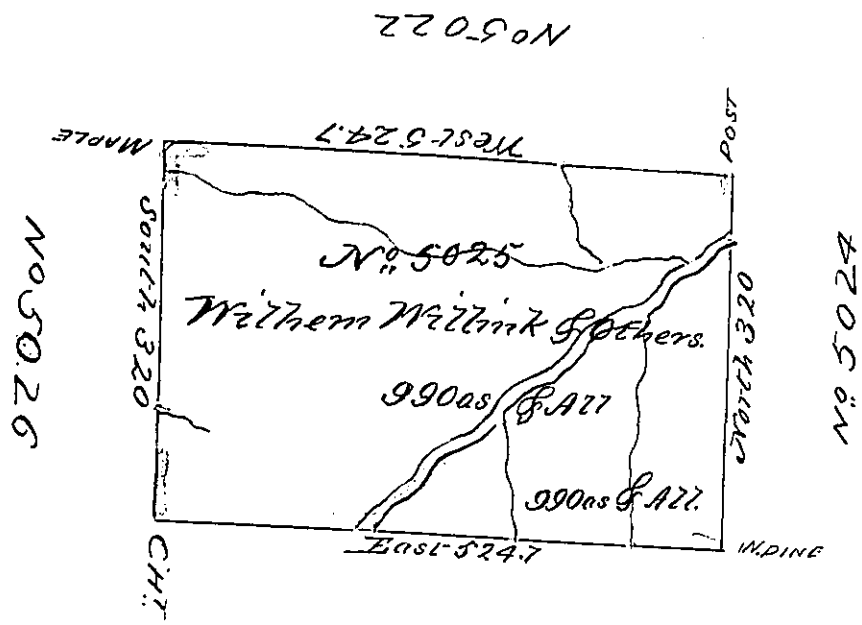 No 5022
MAPLE
West 524.7
POST
No 5026
South 320
No 5025
Wilhem Willink & Others.
990as & All
990as & All.
North 320
No 5024
East 524.7
CHT.
W.PINE